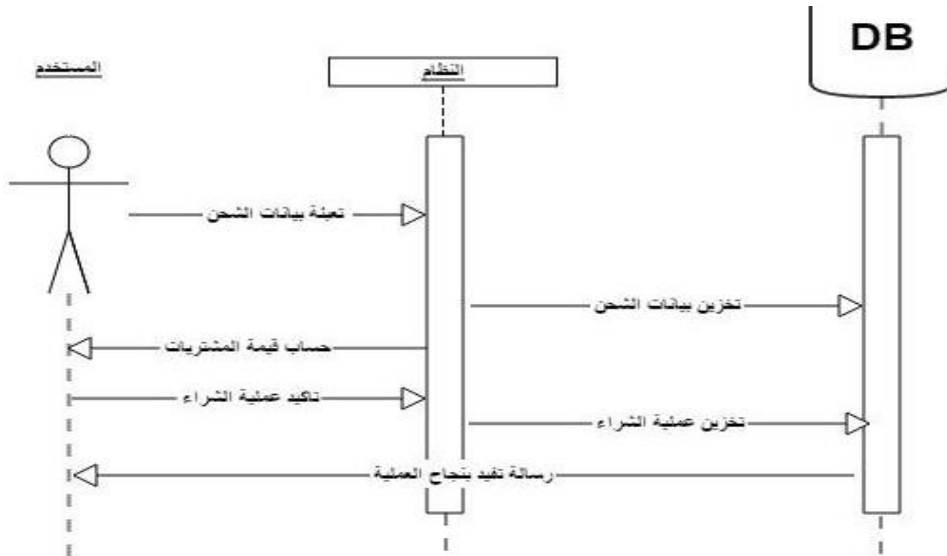 DB
المستخدم
النظام
تعبئة بيانات الشحن
تخزين بيانات الشحن
حساب قيمة المشتريات
تاكيد عملية الشراء
تخزين عملية الشراء
رسالة تفيد بنجاح العملية